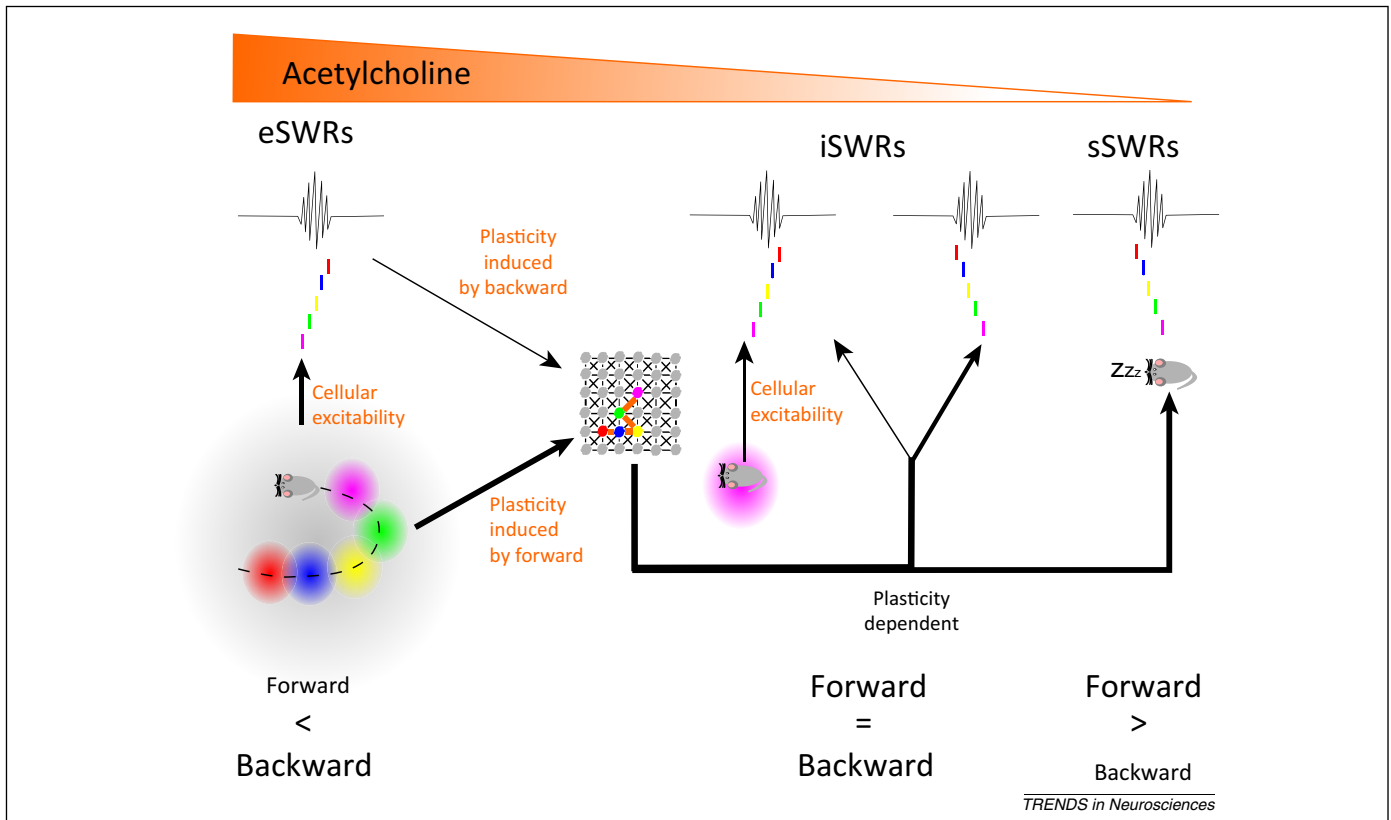 Acetylcholine
eSWRs
iSWRs
sSWRs
Plasticity
induced
by backward
Cellular
excitability
Cellular
excitability
zzz
Plasticity
induced
by forward
Plasticity
dependent
Forward
<
Backward
Forward
=
Backward
Forward
>
Backward
TRENDS in Neurosciences